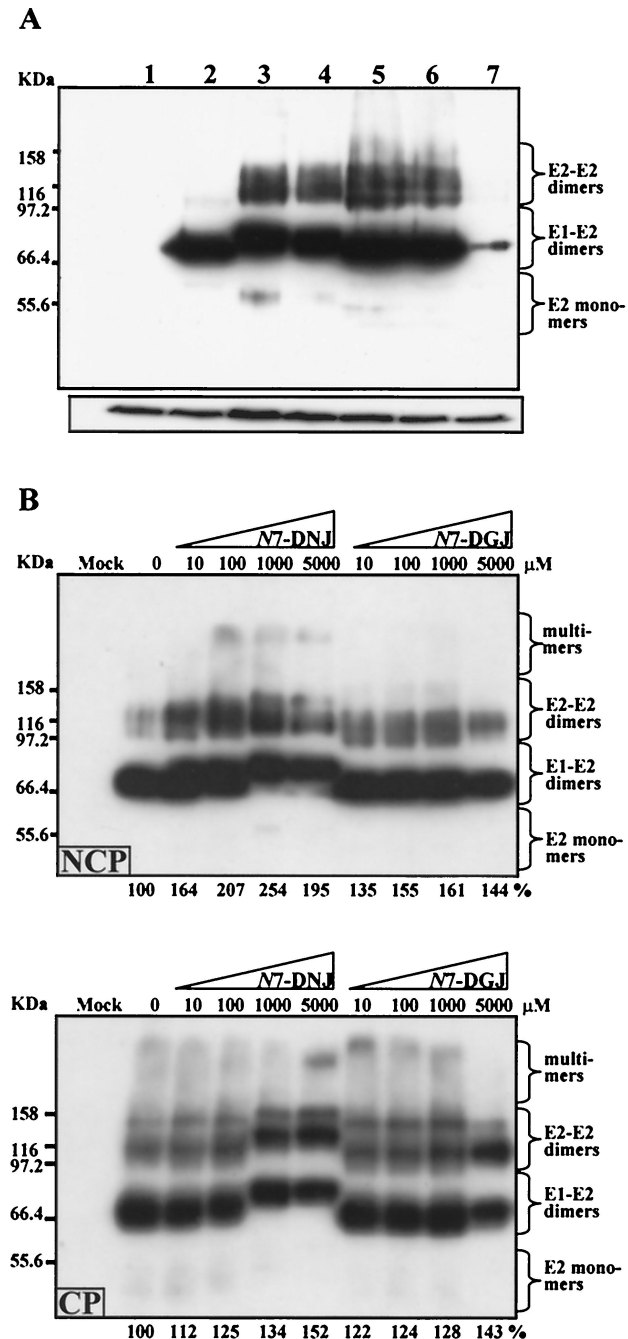 A
KDa 1 2 3 4 5 6 7
158
116
97.2
66.4
55.6
E2-E2 dimers
E1-E2 dimers
E2 mono-
mers
B
N7-DNJ N7-DGJ
KDa Mock 0 10 100 1000 5000 10 100 1000 5000 µM
158
116
97.2
66.4
55.6
multi-
mers
E2-E2
dimers
E1-E2
dimers
E2 mono-
mers
NCP
100 164 207 254 195 135 155 161 144 %
N7-DNJ N7-DGJ
KDa Mock 0 10 100 1000 5000 10 100 1000 5000 µM
158
116
97.2
66.4
55.6
multi-
mers
E2-E2
dimers
E1-E2
dimers
E2 mono-
mers
CP
100 112 125 134 152 122 124 128 143 %